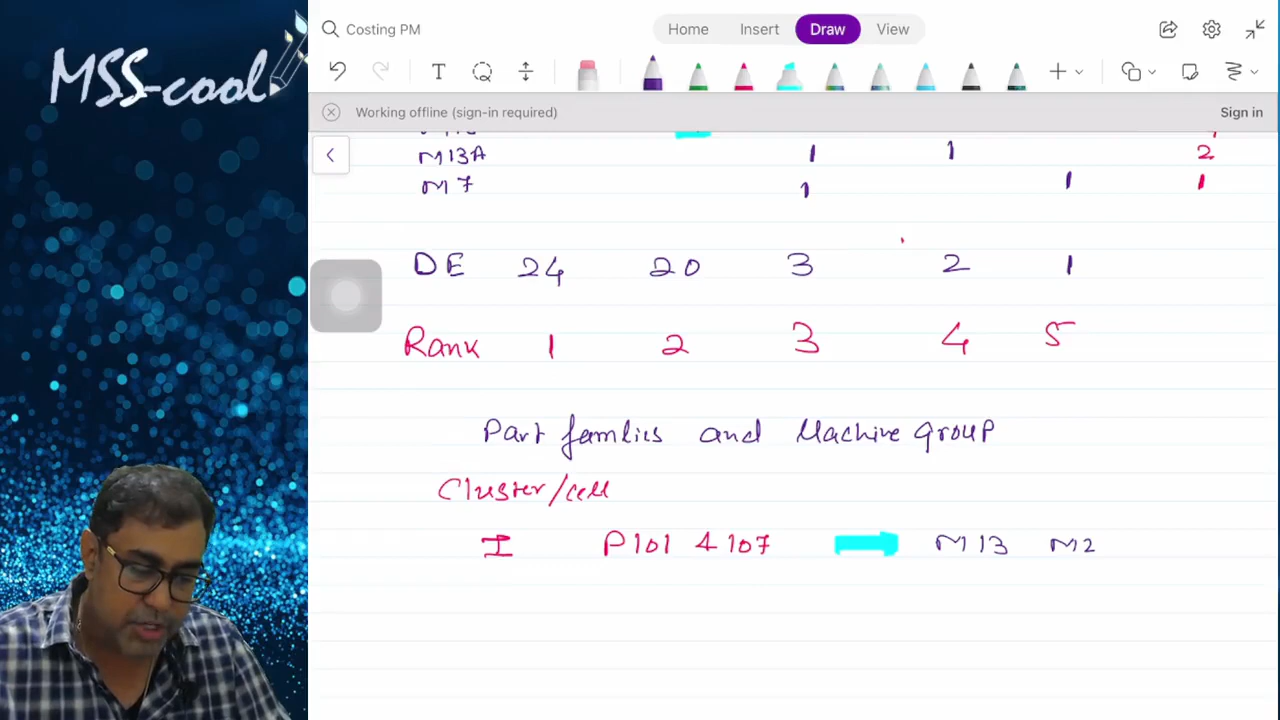 MSS-cool
Costing PM
Home Insert Draw View
Working offline (sign-in required)
Sign in
M13A 1 1 2
M7 1 1 1
DE 24 20 3 2 1
Rank 1 2 3 4 5
Part famlies and Machine group
Cluster/cell
I P101 & 107 M13 M2